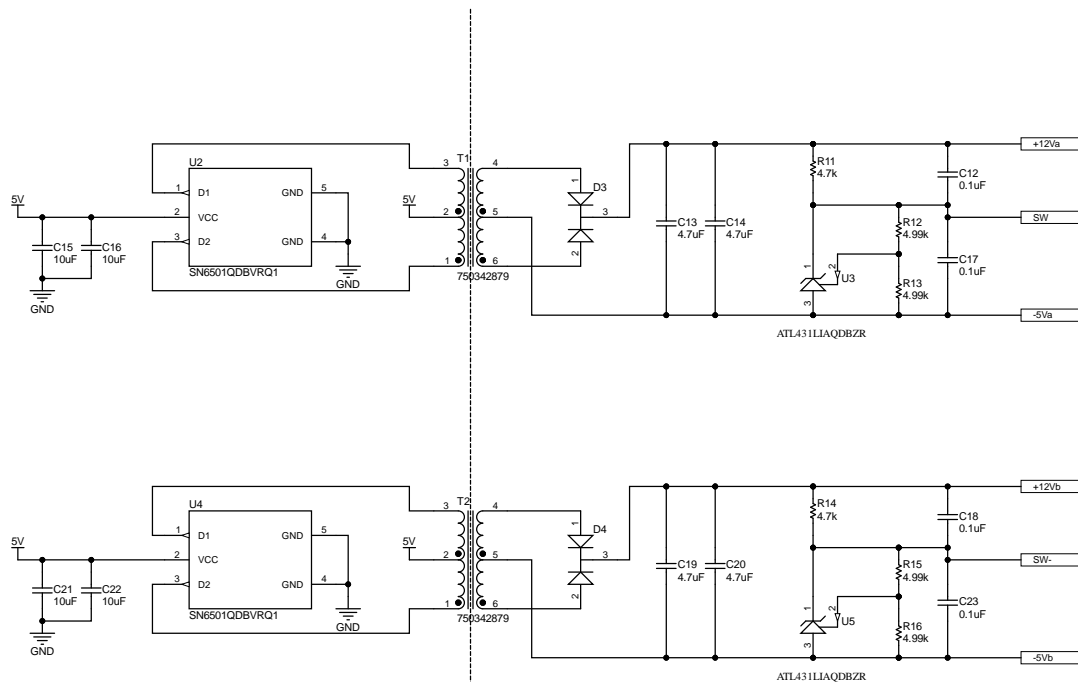 U2
T1
5V
1
D1
GND
5
2
VCC
3
D2
GND
4
SN6501QDBVRQ1
C15
10uF
C16
10uF
GND
GND
3
5V
2
1
4
5
6
750342879
1
D3
3
2
C13
4.7uF
C14
4.7uF
R11
4.7k
R12
4.99k
R13
4.99k
1
2
3
U3
ATL431LIAQDBZR
C12
0.1uF
C17
0.1uF
+12Va
SW
-5Va
U4
T2
5V
1
D1
GND
5
2
VCC
3
D2
GND
4
SN6501QDBVRQ1
C21
10uF
C22
10uF
GND
GND
3
5V
2
1
4
5
6
750342879
1
D4
3
2
C19
4.7uF
C20
4.7uF
R14
4.7k
R15
4.99k
R16
4.99k
1
2
3
U5
ATL431LIAQDBZR
C18
0.1uF
C23
0.1uF
+12Vb
SW-
-5Vb